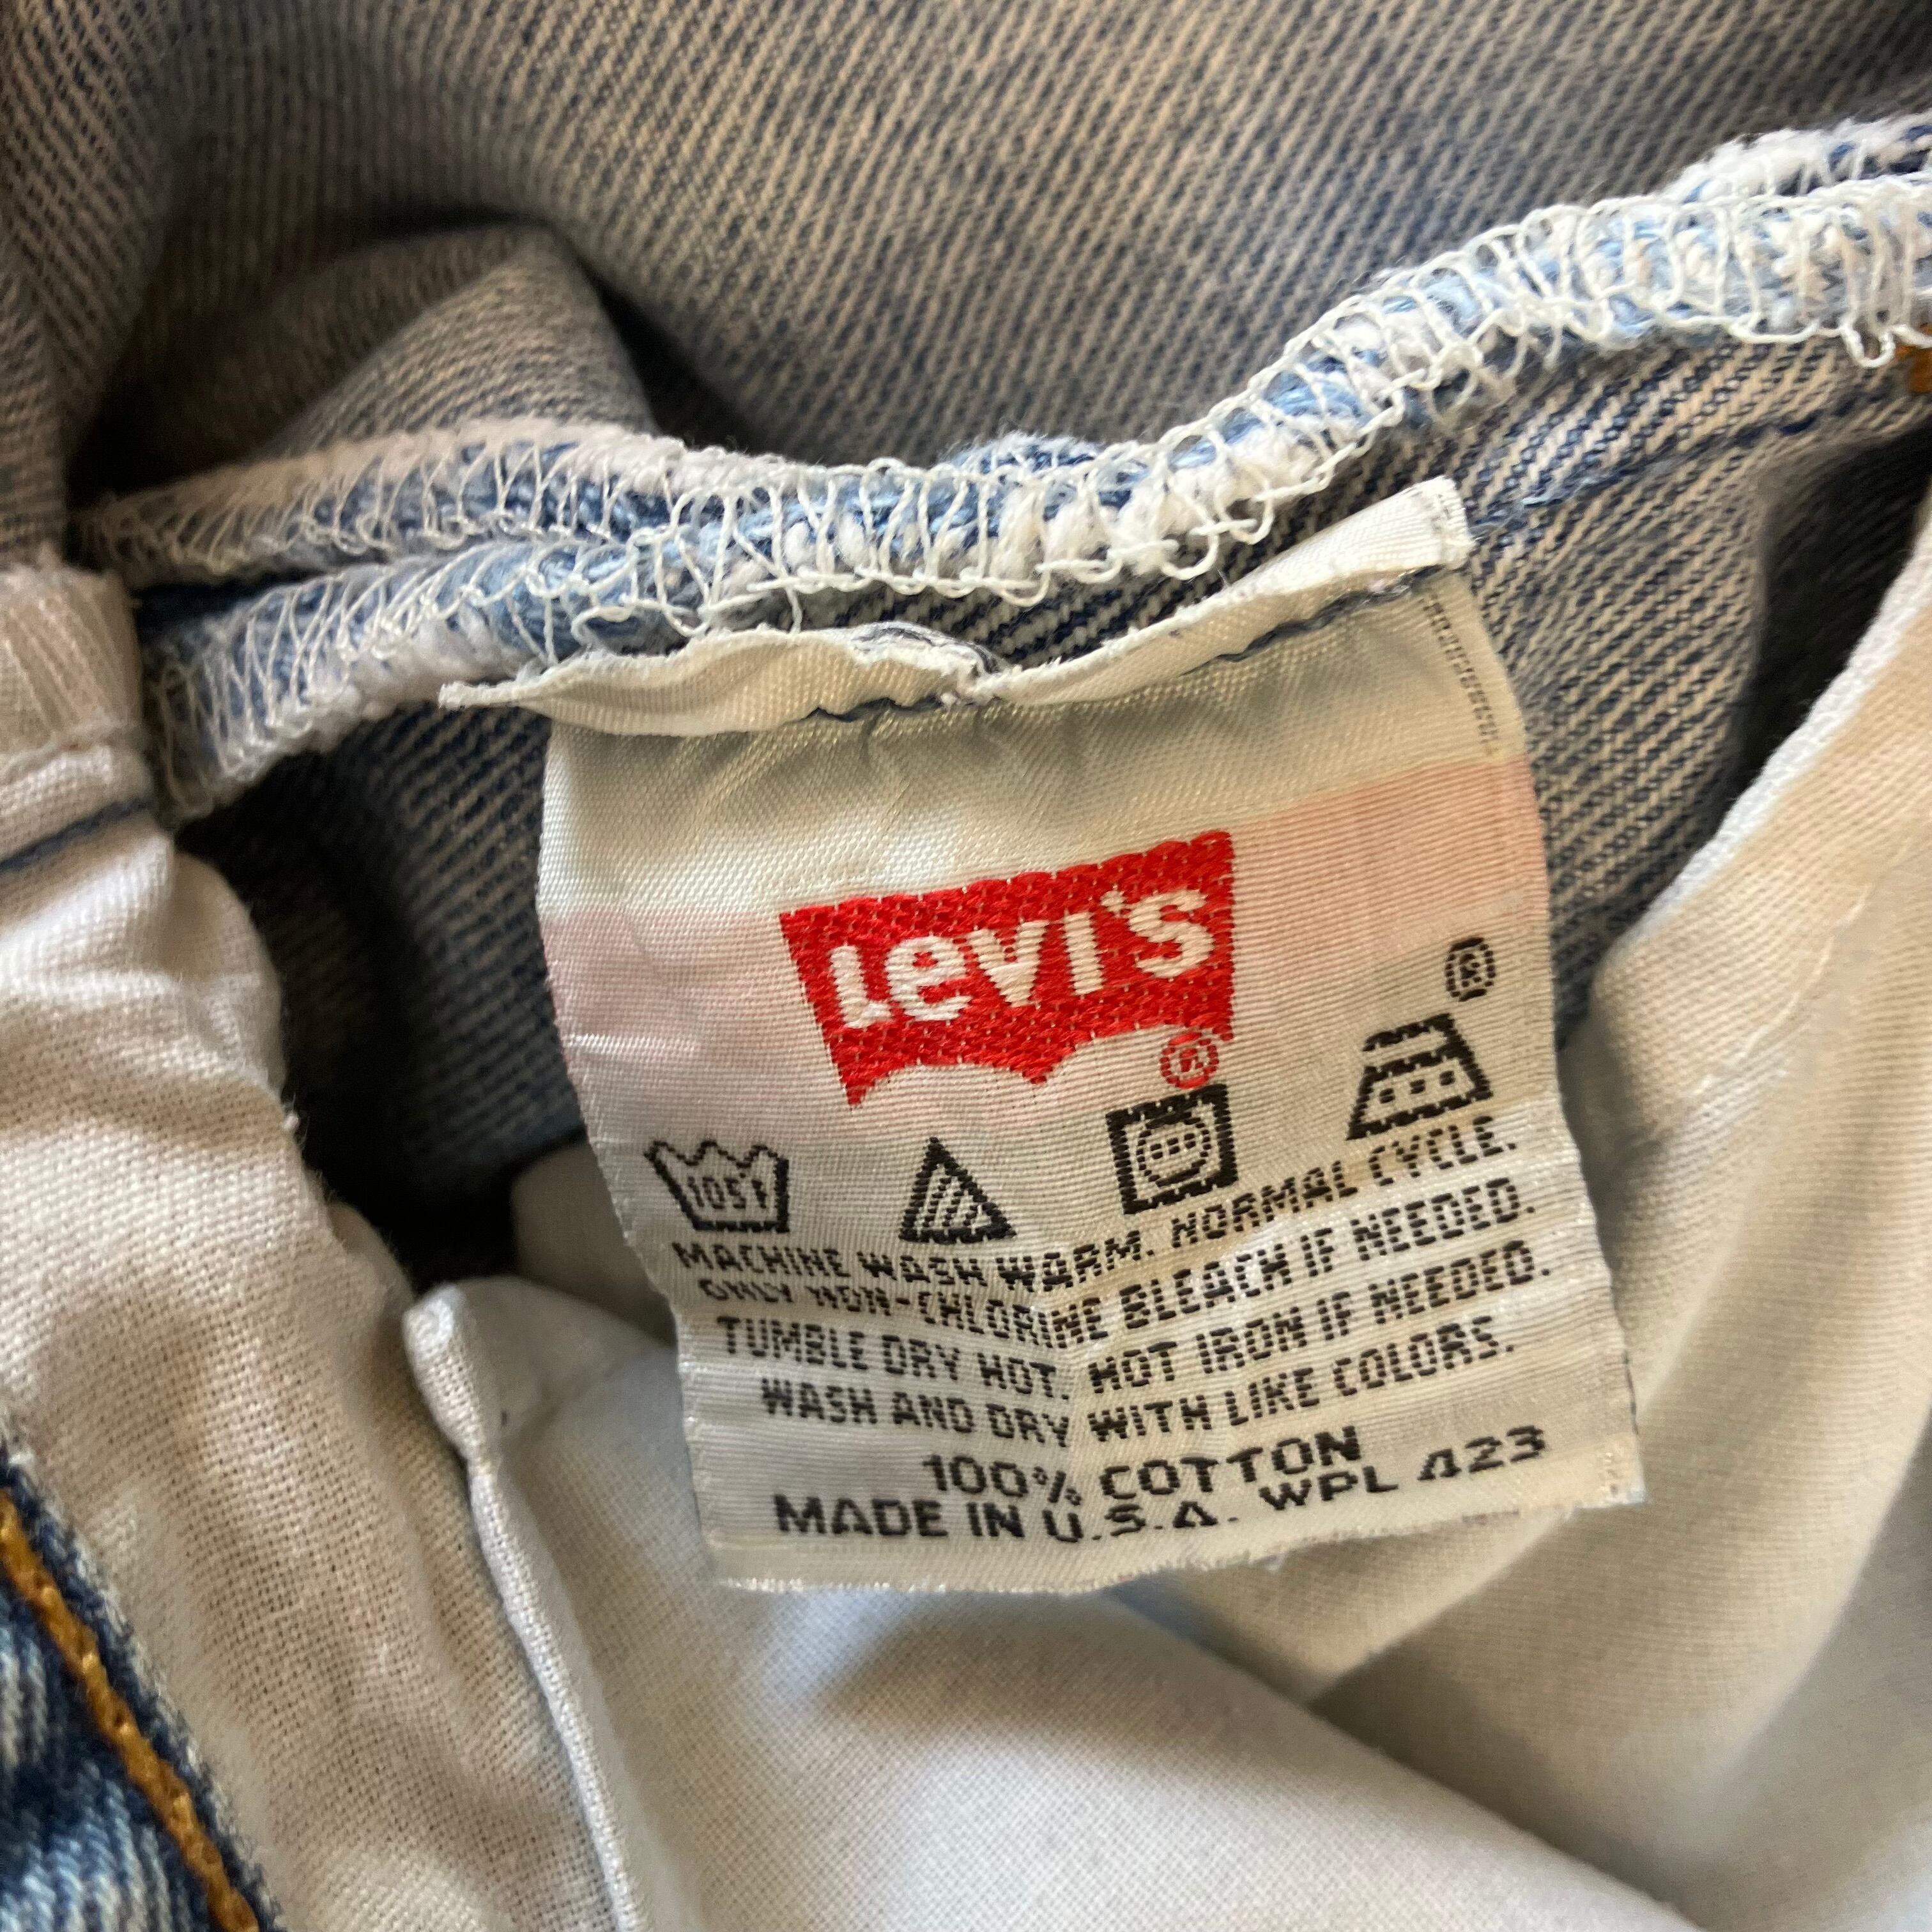 Levi's
®
®
105F
MACHINE WASH WARM. NORMAL CYCLE.
ONLY NON-CHLORINE BLEACH IF NEEDED.
TUMBLE DRY HOT. HOT IRON IF NEEDED.
WASH AND DRY WITH LIKE COLORS.
100% COTTON
MADE IN U.S.A. WPL 423